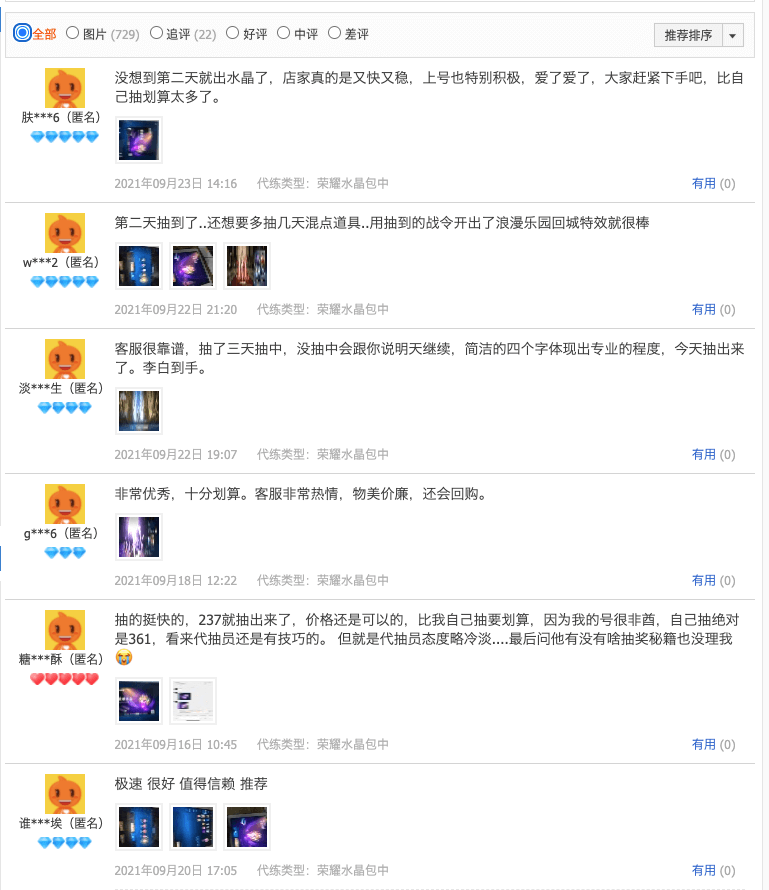 全部 图片 (729) 追评 (22) 好评 中评 差评 推荐排序
没想到第二天就出水晶了，店家真的是又快又稳，上号也特别积极，爱了爱了，大家赶紧下手吧，比自
己抽划算太多了。
肤***6（匿名）
2021年09月23日 14:16 代练类型：荣耀水晶包中 有用 (0)
第二天抽到了..还想要多抽几天混点道具..用抽到的战令开出了浪漫乐园回城特效就很棒
w***2（匿名）
2021年09月22日 21:20 代练类型：荣耀水晶包中 有用 (0)
客服很靠谱，抽了三天抽中，没抽中会跟你说明天继续，简洁的四个字体现出专业的程度，今天抽出来
了。李白到手。
淡***生（匿名）
2021年09月22日 19:07 代练类型：荣耀水晶包中 有用 (0)
非常优秀，十分划算。客服非常热情，物美价廉，还会回购。
g***6（匿名）
2021年09月18日 12:22 代练类型：荣耀水晶包中 有用 (0)
抽的挺快的，237就抽出来了，价格还是可以的，比我自己抽要划算，因为我的号很非酋，自己抽绝对
是361，看来代抽员还是有技巧的。 但就是代抽员态度略冷淡....最后问他有没有啥抽奖秘籍也没理我
😭
糖***酥（匿名）
2021年09月16日 10:45 代练类型：荣耀水晶包中 有用 (0)
极速 很好 值得信赖 推荐
谁***埃（匿名）
2021年09月20日 17:05 代练类型：荣耀水晶包中 有用 (0)